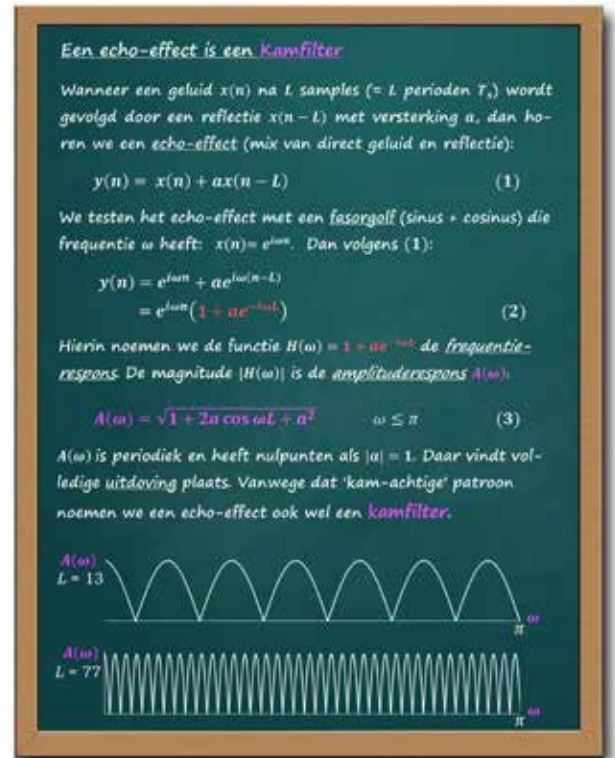 Een echo-effect is een Kamfilter
Wanneer een geluid x(n) na L samples (= L perioden Tₛ) wordt
gevolgd door een reflectie x(n − L) met versterking a, dan ho-
ren we een echo-effect (mix van direct geluid en reflectie):
y(n) = x(n) + ax(n − L) (1)
We testen het echo-effect met een fasorgolf (sinus + cosinus) die
frequentie ω heeft: x(n)= e^{iωn}. Dan volgens (1):
y(n) = e^{iωn} + ae^{iω(n−L)}
= e^{iωn}(1 + ae^{−iωL}) (2)
Hierin noemen we de functie H(ω) = 1 + ae^{−iωL} de frequentie-
respons. De magnitude |H(ω)| is de amplituderespons A(ω):
A(ω) = √(1 + 2a cos ωL + a²) ω ≤ π (3)
A(ω) is periodiek en heeft nulpunten als |a| = 1. Daar vindt vol-
ledige uitdoving plaats. Vanwege dat 'kam-achtige' patroon
noemen we een echo-effect ook wel een kamfilter.
A(ω)
L = 13
π ω
A(ω)
L = 77
π ω